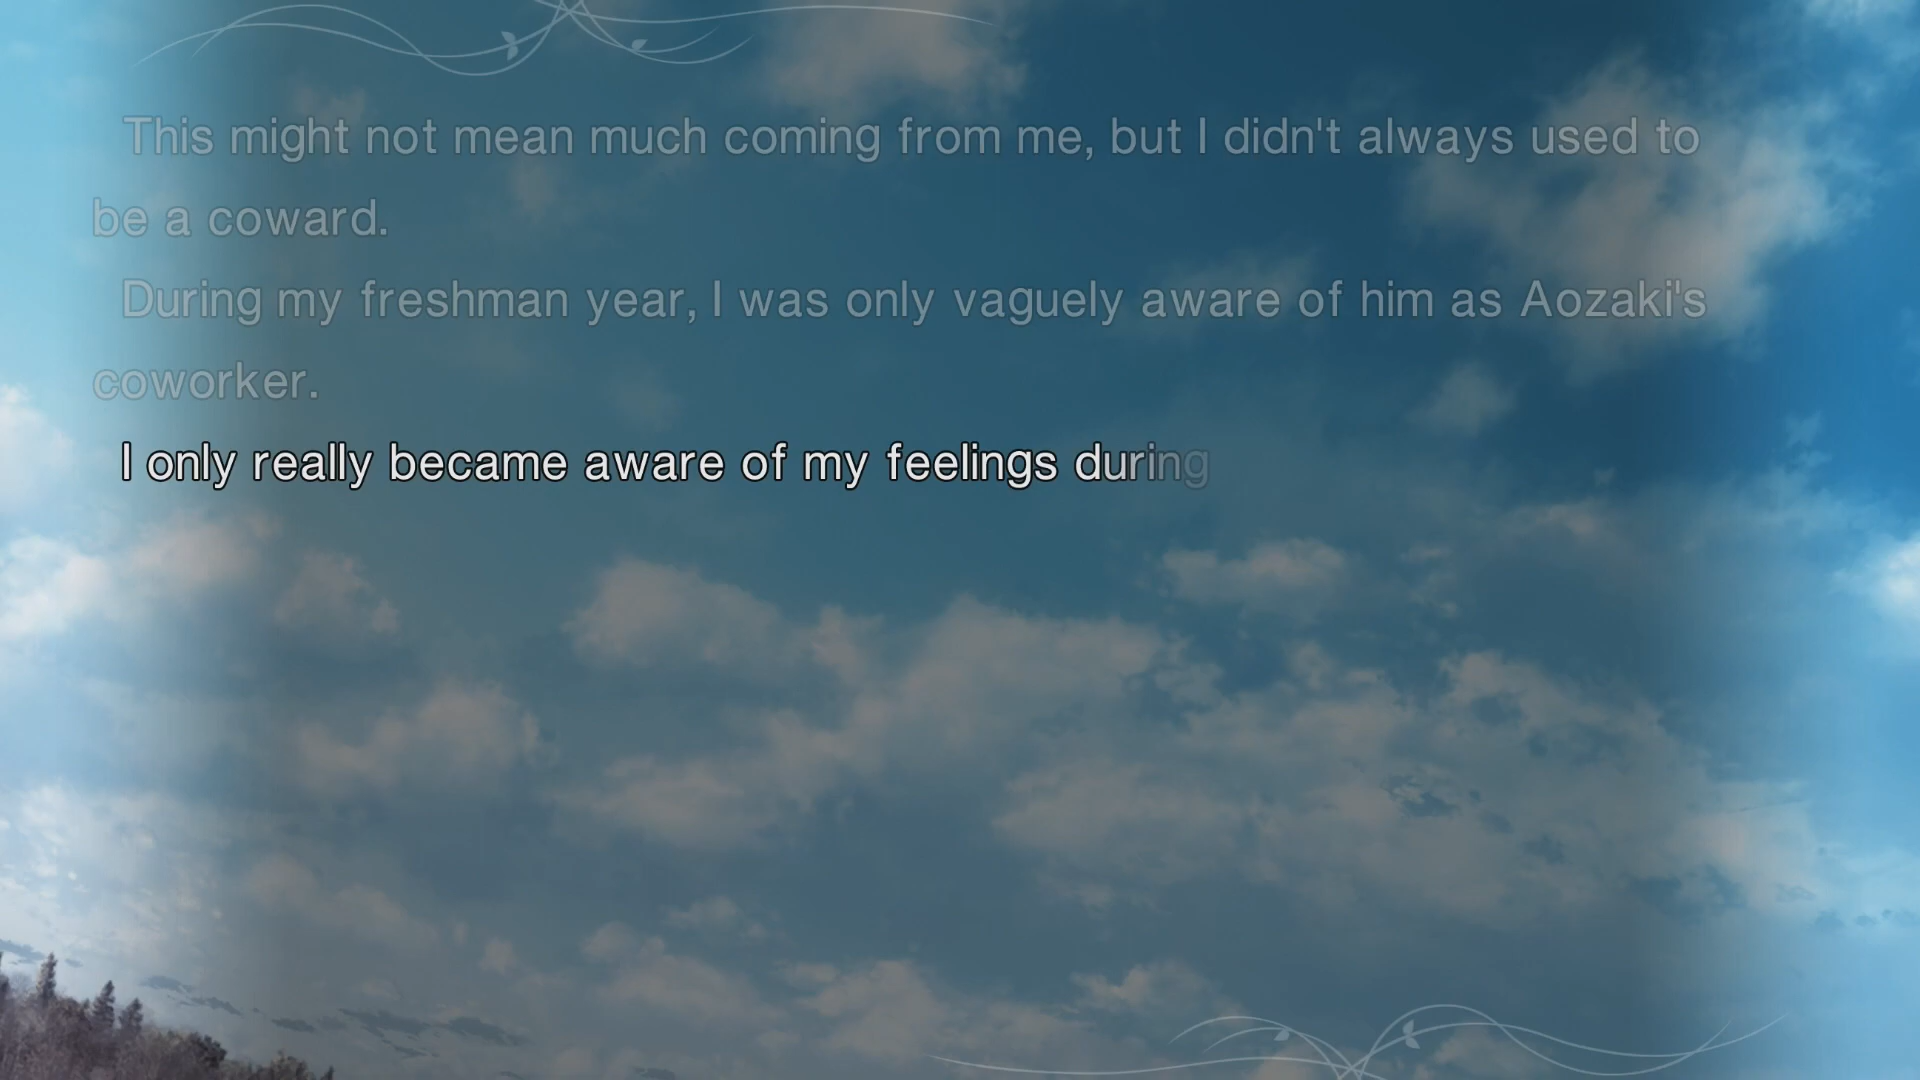 This might not mean much coming from me, but I didn't always used to
be a coward.
During my freshman year, I was only vaguely aware of him as Aozaki's
coworker.
I only really became aware of my feelings during